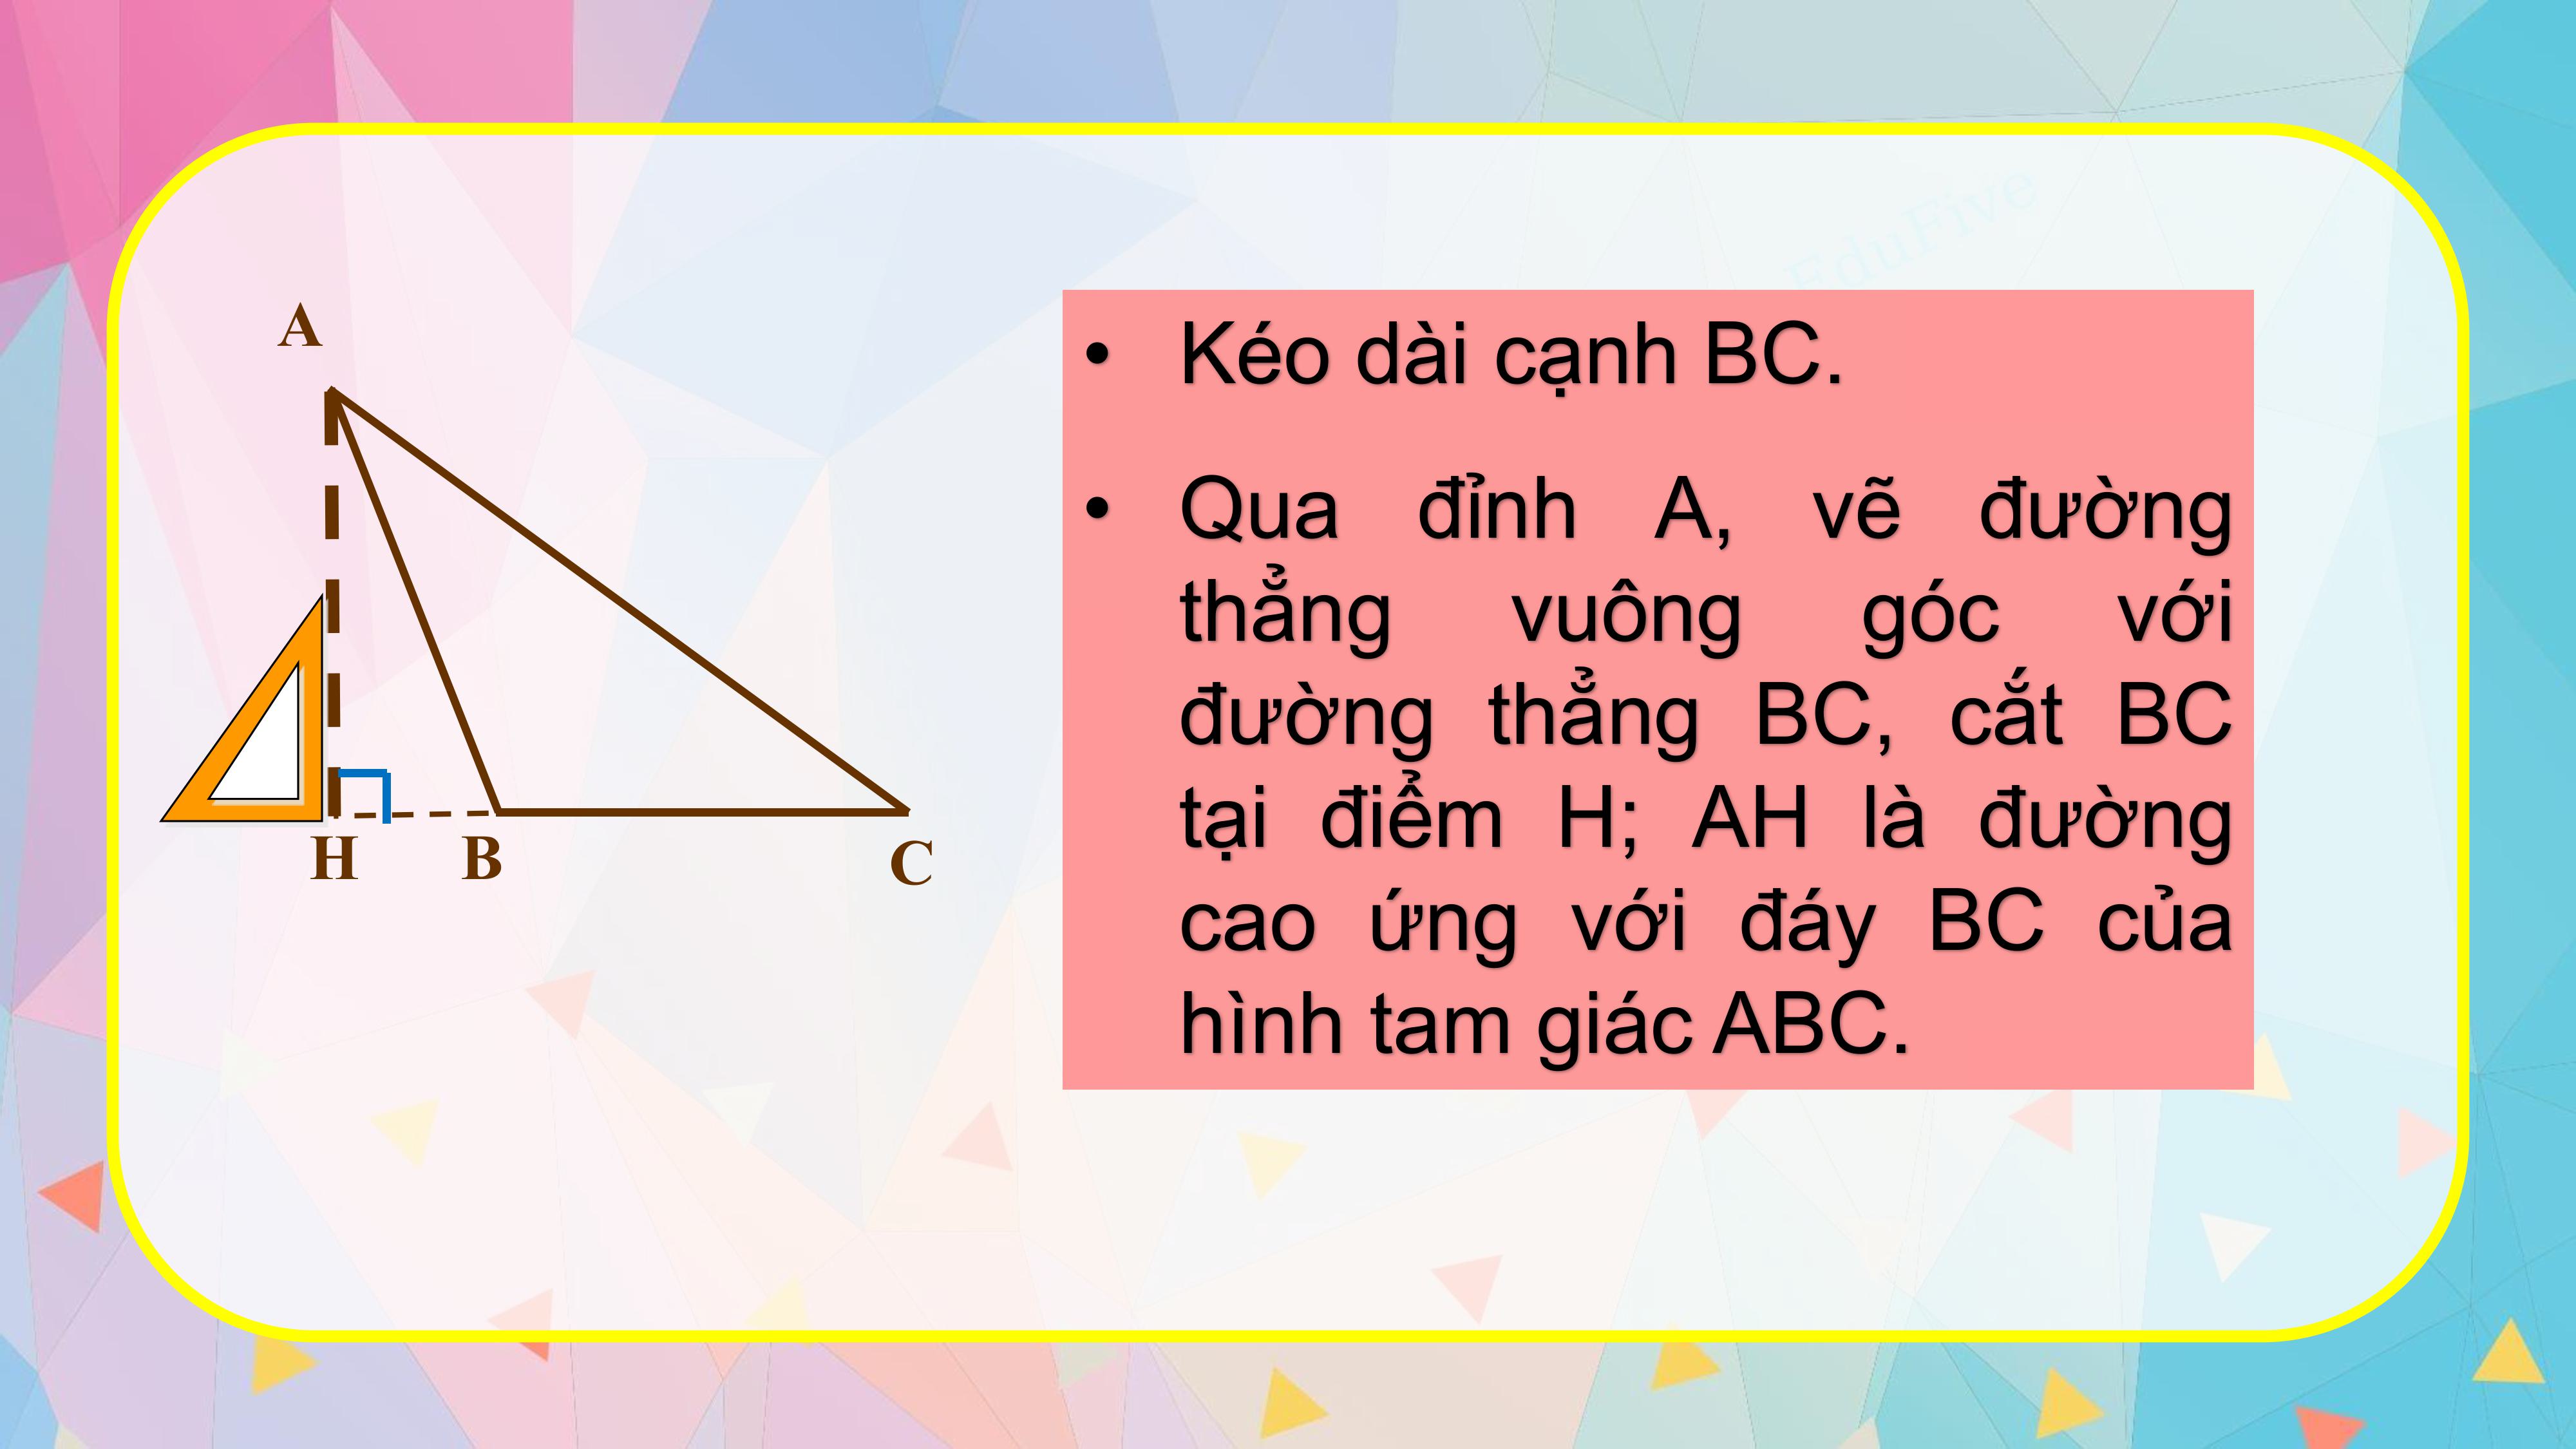 EduFive
A
• Kéo dài cạnh BC.
• Qua đỉnh A, vẽ đường
thẳng vuông góc với
đường thẳng BC, cắt BC
tại điểm H; AH là đường
cao ứng với đáy BC của
hình tam giác ABC.
H B C